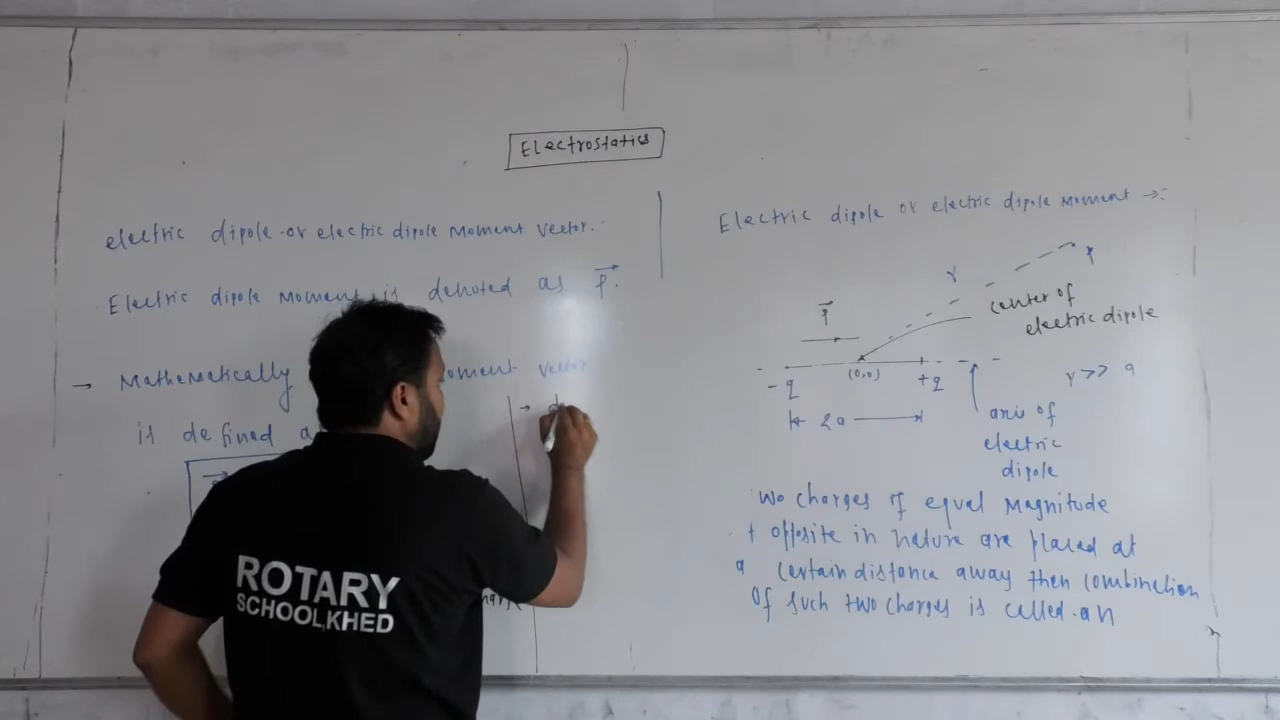 Electrostatics
electric dipole or electric dipole moment vector.
Electric dipole moment is denoted as p.
→ Mathematically oment vector
is defined a
→ d
ROTARY
SCHOOL,KHED
Electric dipole or electric dipole moment →:
r
p
center of
electric dipole
(0,0)
-q
+q
2a
r >> a
axis of
electric
dipole
wo charges of equal magnitude
+ opposite in nature are placed at
a certain distance away then combination
Of such two charges is called an